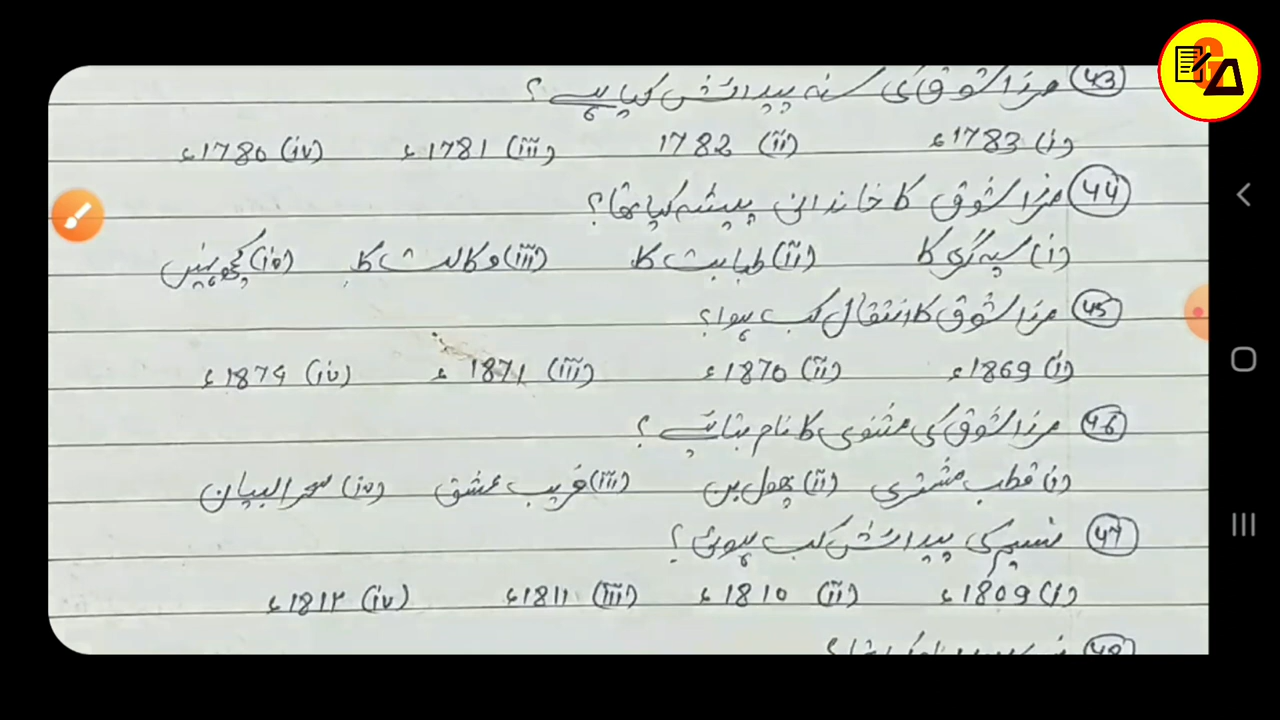 (43) مرزا شوق کی سنہ پیدائش کیا ہے؟
(i) 1783ء (ii) 1782 (iii) 1781ء (iv) 1780ء
(44) مرزا شوق کا خاندانی پیشہ کیا تھا؟
(i) سپہ گری کا (ii) طبابت کا (iii) وکالت کا (iv) کچھ نہیں
(45) مرزا شوق کا انتقال کب ہوا؟
(i) 1869ء (ii) 1870ء (iii) 1871ء (iv) 1874ء
(46) مرزا شوق کی مثنوی کا نام بتائیے؟
(i) قطب مشتری (ii) پھول بن (iii) فریب عشق (iv) سحر البیان
(47) نسیم کی پیدائش کب ہوئی؟
(i) 1809ء (ii) 1810ء (iii) 1811ء (iv) 1812ء
(48)